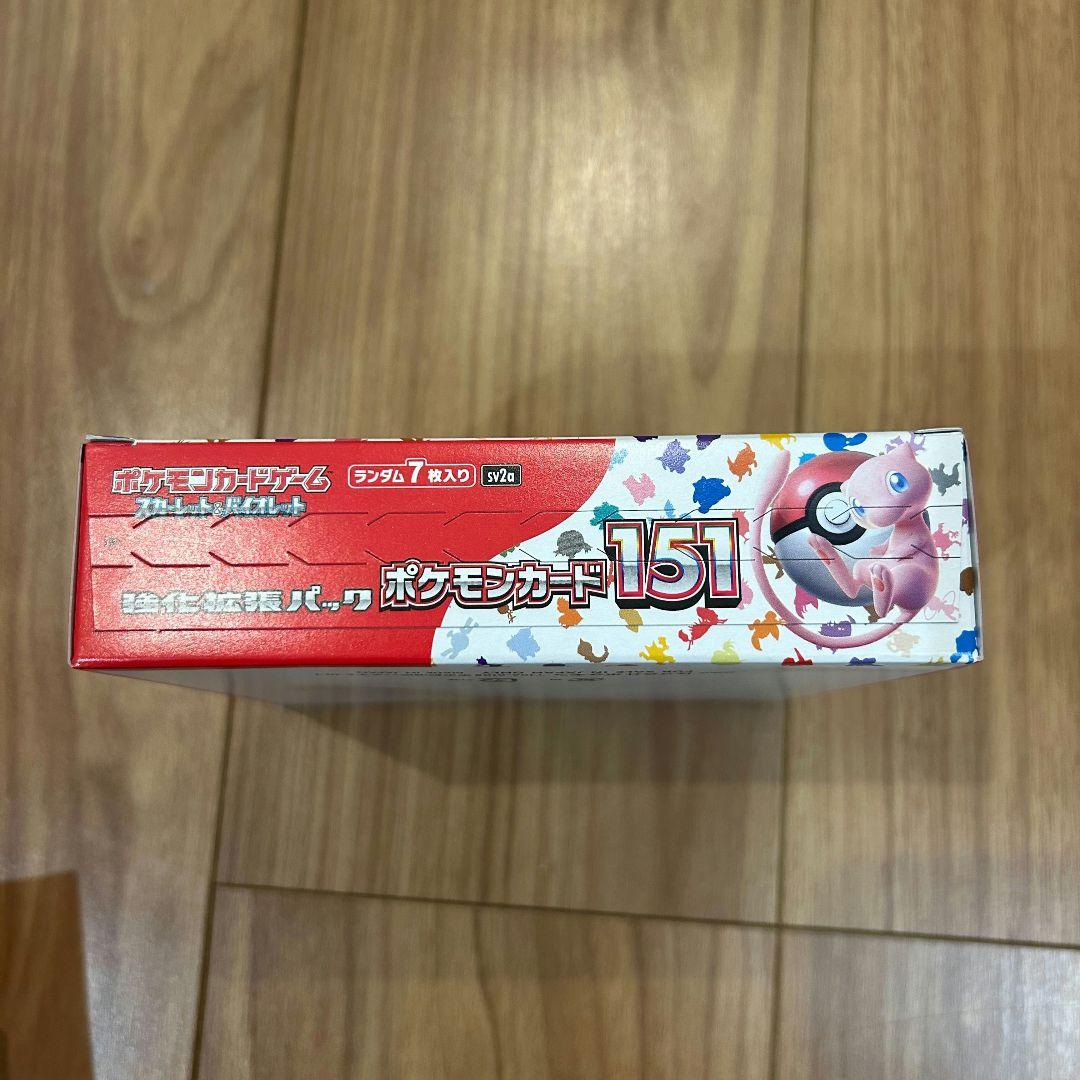 ポケモンカードゲーム
スカーレット&バイオレット
ランダム7枚入り
sv2a
強化拡張パック
ポケモンカード151